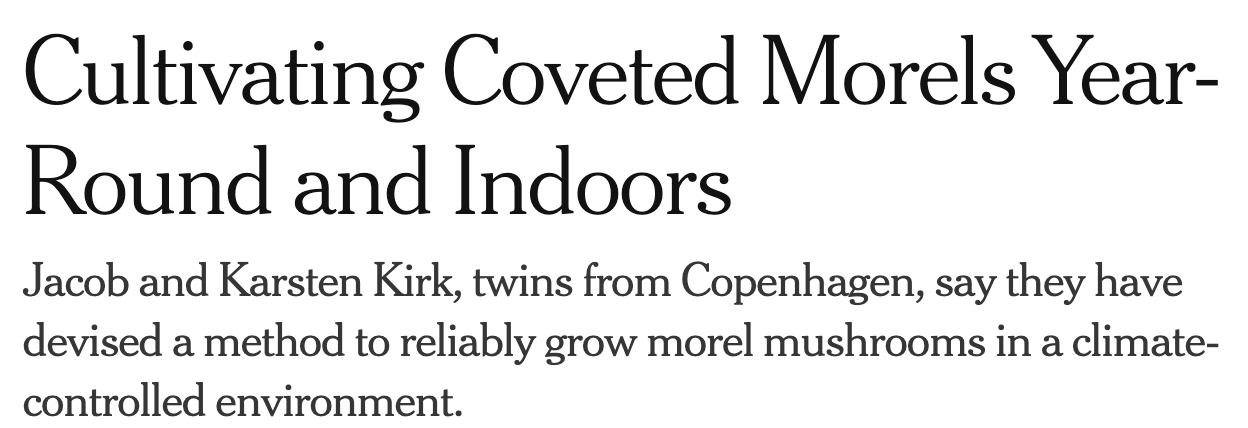 Cultivating Coveted Morels Year-
Round and Indoors
Jacob and Karsten Kirk, twins from Copenhagen, say they have
devised a method to reliably grow morel mushrooms in a climate-
controlled environment.